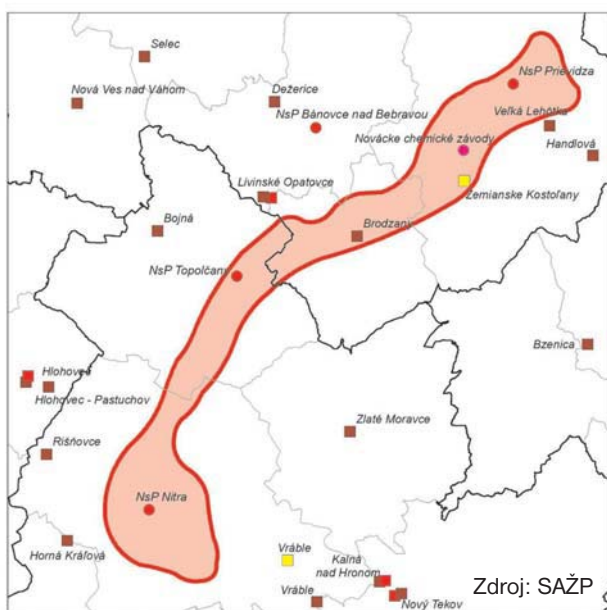 Selec
NsP Prievidza
Nová Ves nad Váhom
Dežerice
NsP Bánovce nad Bebravou
Veľká Lehôtka
Novácke chemické závody
Handlová
Livinské Opatovce
Zemianske Kostoľany
Bojná
Brodzany
NsP Topolčany
Bzenica
Hlohovec
Hlohovec - Pastuchov
Zlaté Moravce
Rišňovce
NsP Nitra
Horná Kráľová
Vráble
Kalná
nad Hronom
Vráble
Nový Tekov
Zdroj: SAŽP